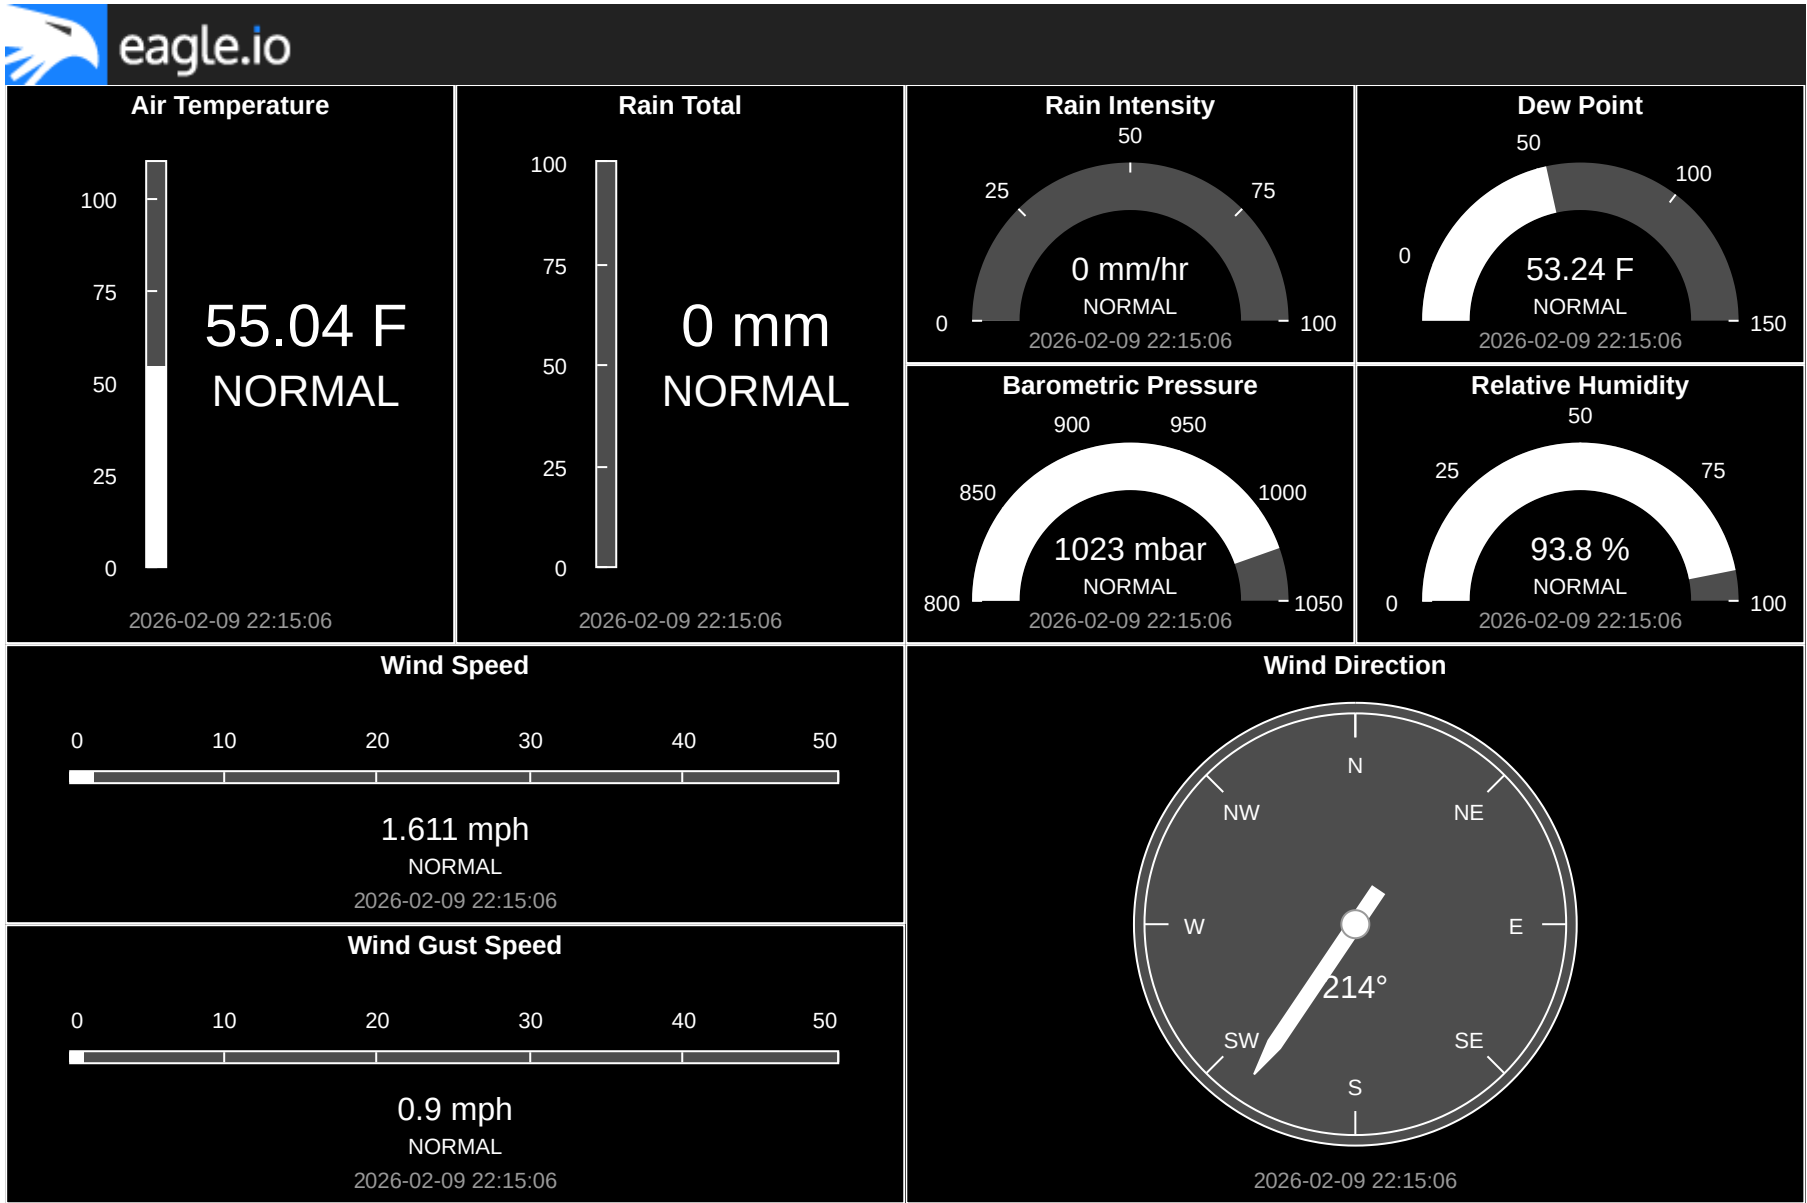 eagle.io
Air Temperature
100
75
50
25
0
55.04 F
NORMAL
2026-02-09 22:15:06
Rain Total
100
75
50
25
0
0 mm
NORMAL
2026-02-09 22:15:06
Rain Intensity
0
25
50
75
100
0 mm/hr
NORMAL
2026-02-09 22:15:06
Dew Point
0
50
100
150
53.24 F
NORMAL
2026-02-09 22:15:06
Barometric Pressure
800
850
900
950
1000
1050
1023 mbar
NORMAL
2026-02-09 22:15:06
Relative Humidity
0
25
50
75
100
93.8 %
NORMAL
2026-02-09 22:15:06
Wind Speed
0 10 20 30 40 50
1.611 mph
NORMAL
2026-02-09 22:15:06
Wind Gust Speed
0 10 20 30 40 50
0.9 mph
NORMAL
2026-02-09 22:15:06
Wind Direction
N
NW NE
W E
214°
SW SE
S
2026-02-09 22:15:06